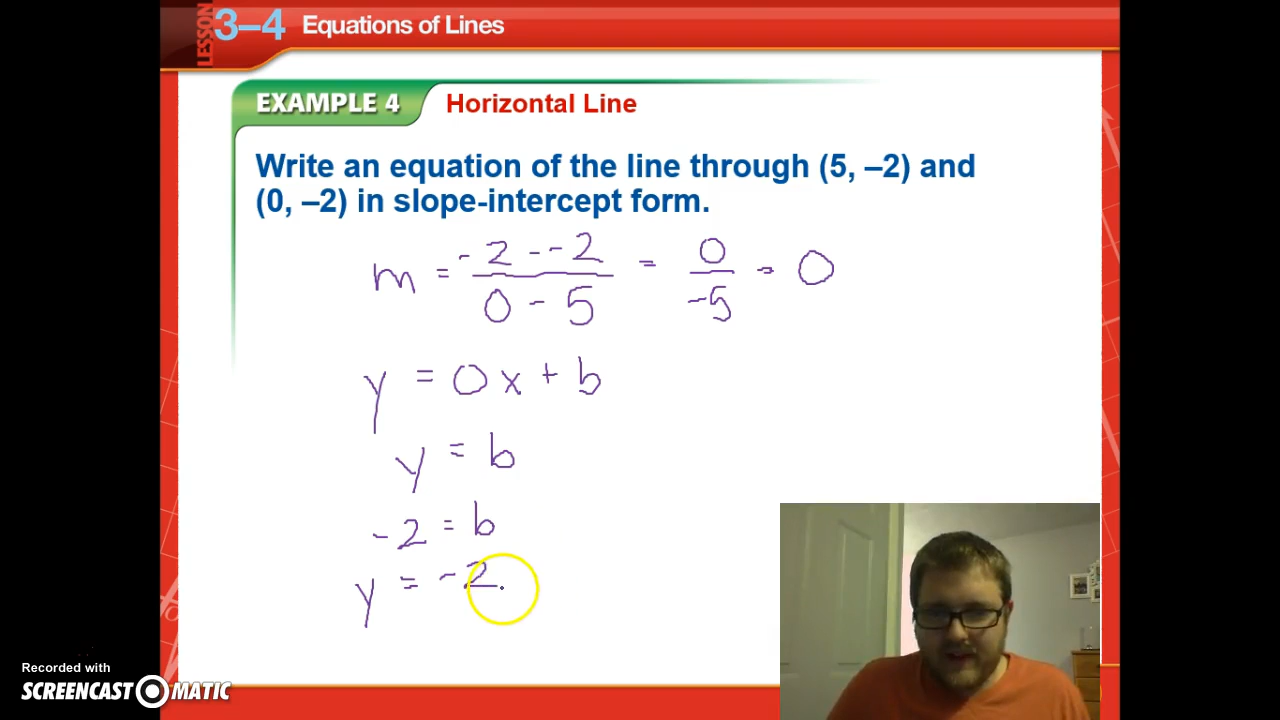 LESSON 3–4 Equations of Lines
EXAMPLE 4 Horizontal Line
Write an equation of the line through (5, –2) and
(0, –2) in slope-intercept form.
m = -2 - -2 / 0 - 5 = 0 / -5 = 0
y = 0x + b
y = b
-2 = b
y = -2
Recorded with
SCREENCAST O MATIC